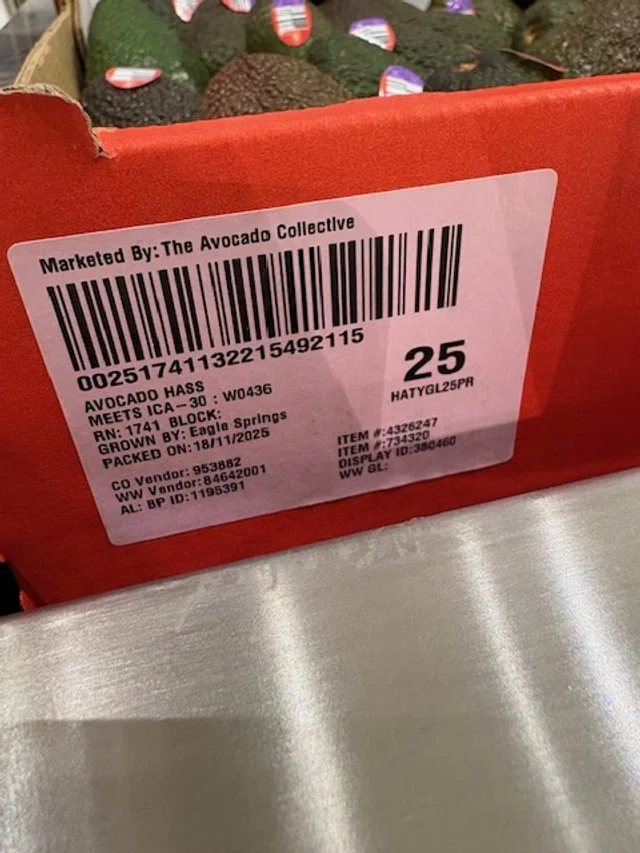 Marketed By: The Avocado Collective
00251741132215492115
25
HATYGL25PR
AVOCADO HASS
MEETS ICA-30 : W0436
RN: 1741 BLOCK:
GROWN BY: Eagle Springs
PACKED ON: 18/11/2025
ITEM #:4326247
ITEM #:734320
DISPLAY ID:380460
WW GL:
CO Vendor: 953882
WW Vendor: 84642001
AL: BP ID: 1195391